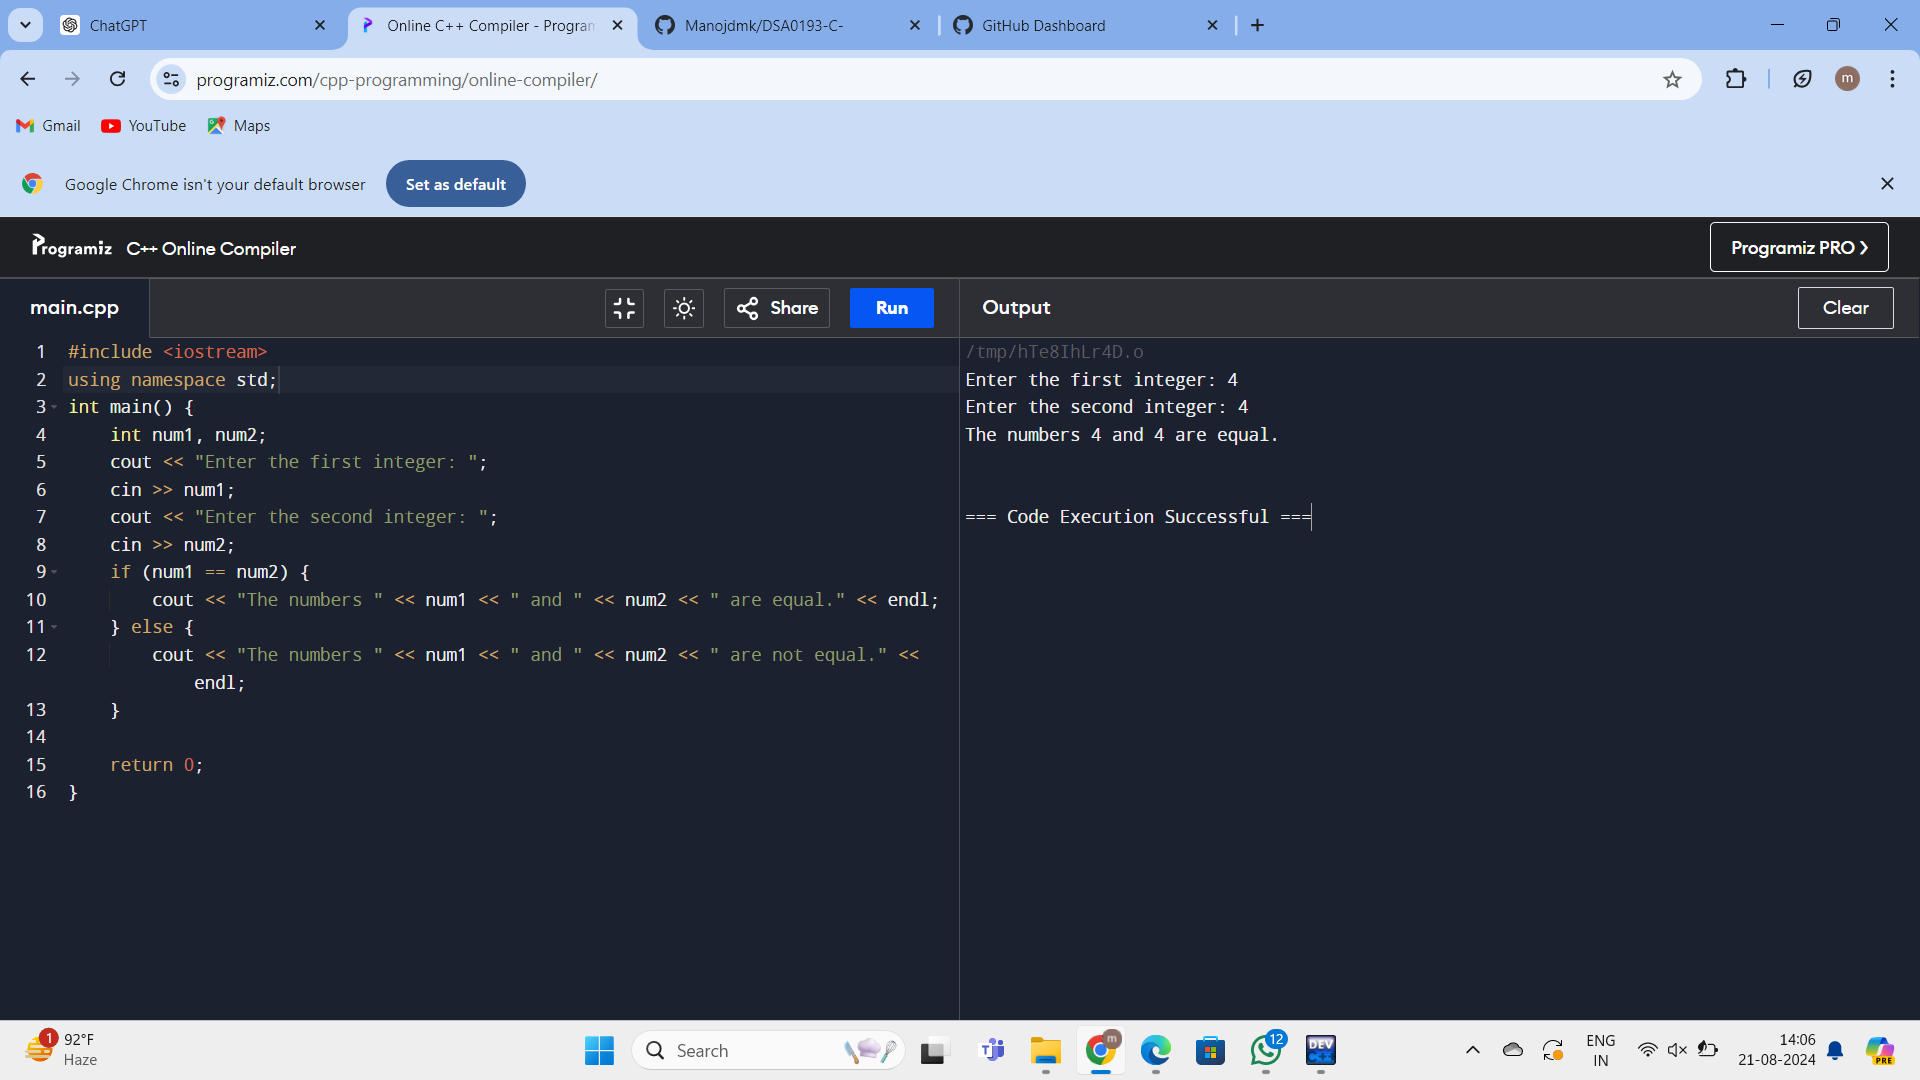 ChatGPT
Online C++ Compiler - Program
Manojdmk/DSA0193-C-
GitHub Dashboard
programiz.com/cpp-programming/online-compiler/
m
Gmail
YouTube
Maps
Google Chrome isn't your default browser
Set as default
Programiz C++ Online Compiler
Programiz PRO
main.cpp
Share
Run
Output
Clear
1 #include <iostream>
2 using namespace std;
3 int main() {
4 int num1, num2;
5 cout << "Enter the first integer: ";
6 cin >> num1;
7 cout << "Enter the second integer: ";
8 cin >> num2;
9 if (num1 == num2) {
10 cout << "The numbers " << num1 << " and " << num2 << " are equal." << endl;
11 } else {
12 cout << "The numbers " << num1 << " and " << num2 << " are not equal." <<
endl;
13 }
14
15 return 0;
16 }
/tmp/hTe8IhLr4D.o
Enter the first integer: 4
Enter the second integer: 4
The numbers 4 and 4 are equal.
=== Code Execution Successful ===
1
92°F
Haze
Search
m
12
DEV
C++
ENG
IN
14:06
21-08-2024
PRE